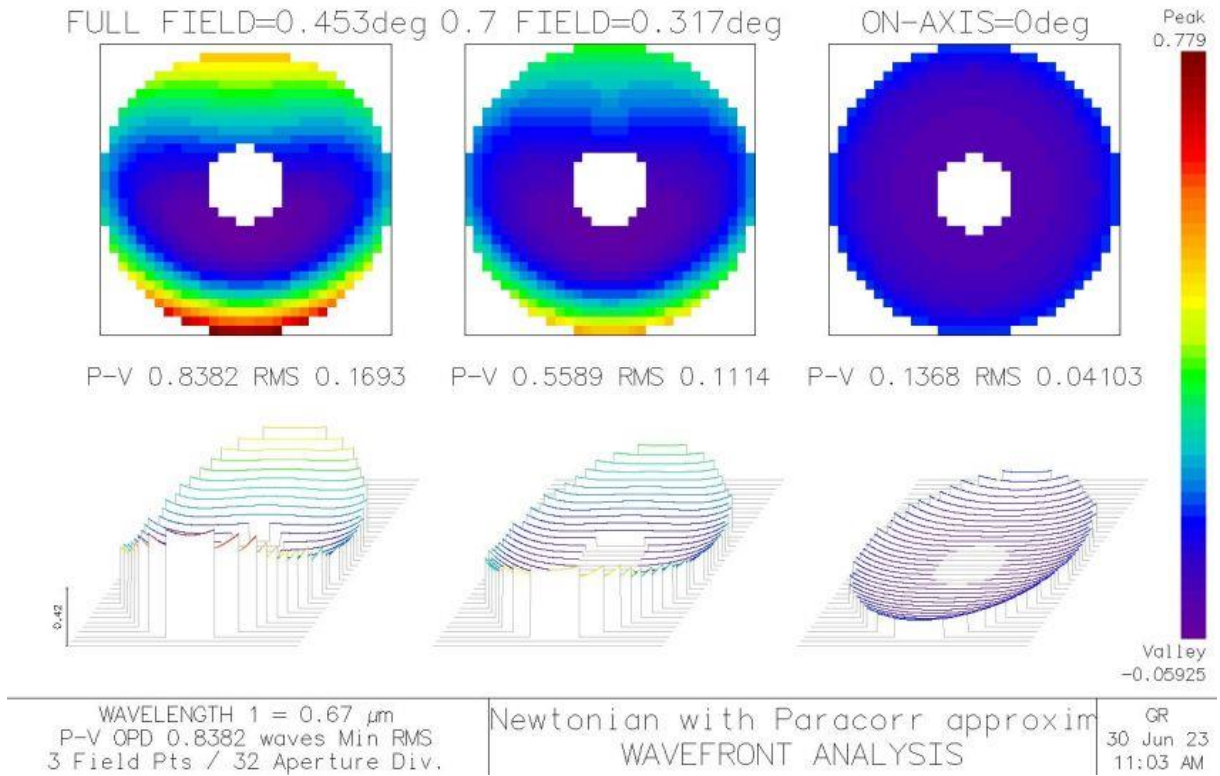 FULL FIELD=0.453deg
0.7 FIELD=0.317deg
ON-AXIS=0deg
Peak
0.779
P-V 0.8382 RMS 0.1693
P-V 0.5589 RMS 0.1114
P-V 0.1368 RMS 0.04103
0.42
Valley
-0.05925
WAVELENGTH 1 = 0.67 μm
P-V OPD 0.8382 waves Min RMS
3 Field Pts / 32 Aperture Div.
Newtonian with Paracorr approxim
WAVEFRONT ANALYSIS
GR
30 Jun 23
11:03 AM